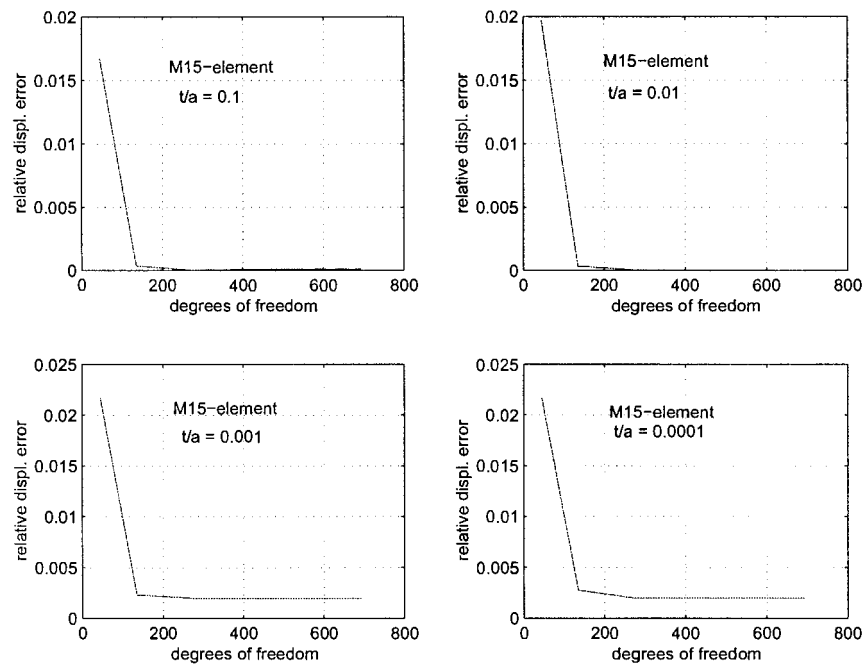 0.02
0.015
0.01
0.005
0
relative displ. error
M15-element
t/a = 0.1
0 200 400 600 800
degrees of freedom
0.02
0.015
0.01
0.005
0
relative displ. error
M15-element
t/a = 0.01
0 200 400 600 800
degrees of freedom
0.025
0.02
0.015
0.01
0.005
0
relative displ. error
M15-element
t/a = 0.001
0 200 400 600 800
degrees of freedom
0.025
0.02
0.015
0.01
0.005
0
relative displ. error
M15-element
t/a = 0.0001
0 200 400 600 800
degrees of freedom